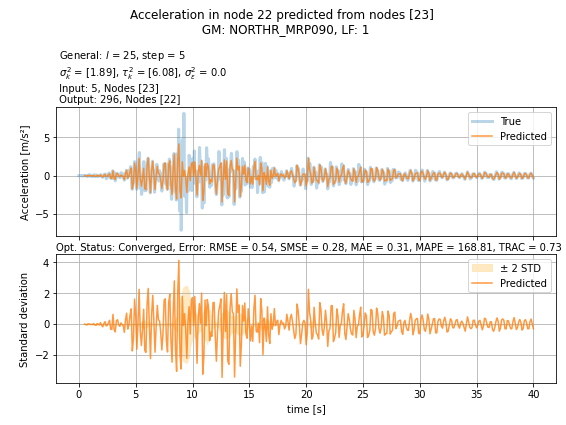 Acceleration in node 22 predicted from nodes [23]
GM: NORTHR_MRP090, LF: 1
General: l = 25, step = 5
σ²ₖ = [1.89], τ²ₖ = [6.08], σ²ε = 0.0
Input: 5, Nodes [23]
Output: 296, Nodes [22]
Acceleration [m/s²]
5
0
−5
True
Predicted
Opt. Status: Converged, Error: RMSE = 0.54, SMSE = 0.28, MAE = 0.31, MAPE = 168.81, TRAC = 0.73
Standard deviation
4
2
0
−2
± 2 STD
Predicted
0 5 10 15 20 25 30 35 40
time [s]